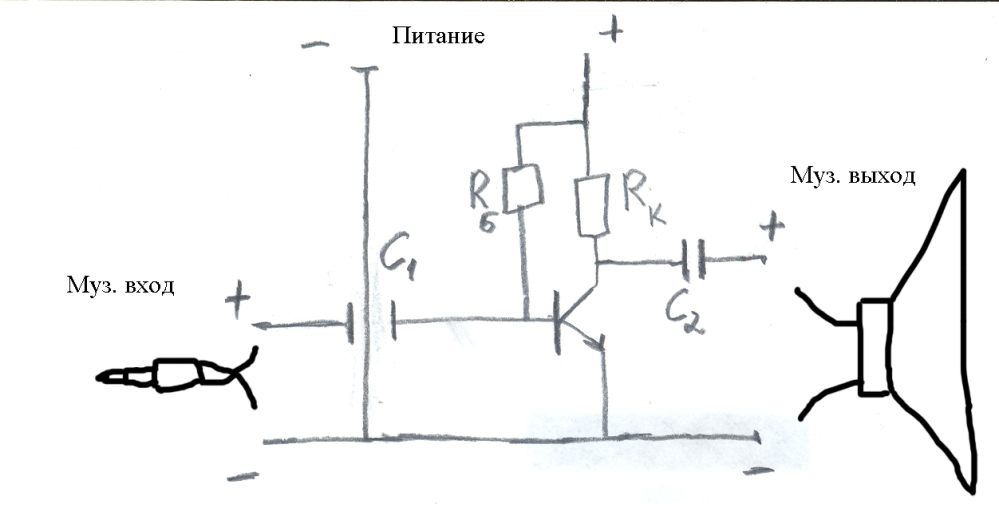 − Питание +
Rб Rк
Муз. выход
C1
+
Муз. вход
+
C2
− −